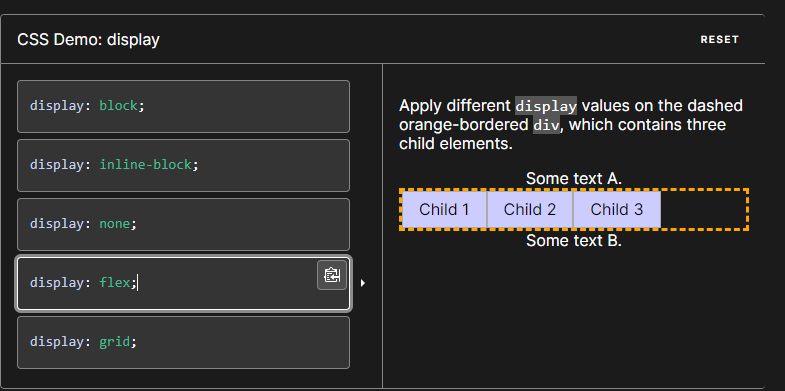 CSS Demo: display
RESET
display: block;
display: inline-block;
display: none;
display: flex;
display: grid;
Apply different display values on the dashed
orange-bordered div, which contains three
child elements.
Some text A.
Child 1 Child 2 Child 3
Some text B.